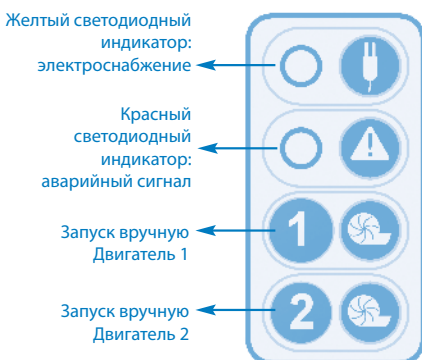 Желтый светодиодный
индикатор:
электроснабжение
Красный
светодиодный
индикатор:
аварийный сигнал
1
Запуск вручную
Двигатель 1
2
Запуск вручную
Двигатель 2